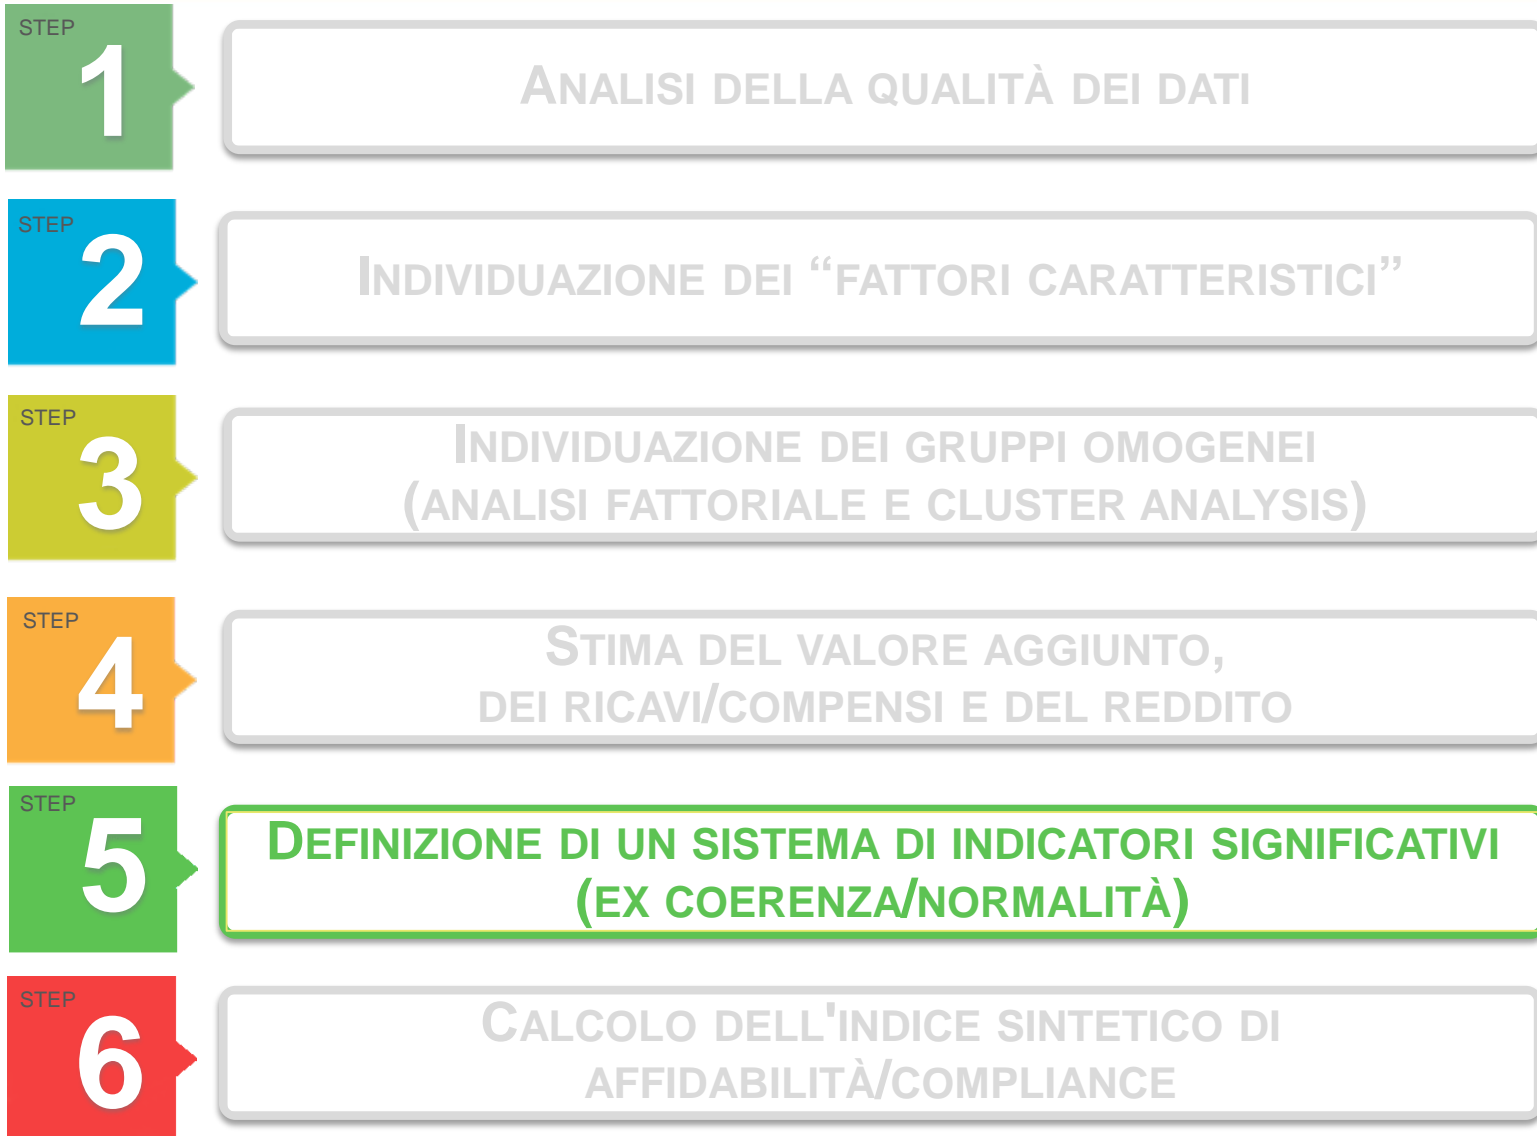 STEP
1
ANALISI DELLA QUALITÀ DEI DATI
STEP
2
INDIVIDUAZIONE DEI “FATTORI CARATTERISTICI”
STEP
3
INDIVIDUAZIONE DEI GRUPPI OMOGENEI
(ANALISI FATTORIALE E CLUSTER ANALYSIS)
STEP
4
STIMA DEL VALORE AGGIUNTO,
DEI RICAVI/COMPENSI E DEL REDDITO
STEP
5
DEFINIZIONE DI UN SISTEMA DI INDICATORI SIGNIFICATIVI
(EX COERENZA/NORMALITÀ)
STEP
6
CALCOLO DELL'INDICE SINTETICO DI
AFFIDABILITÀ/COMPLIANCE